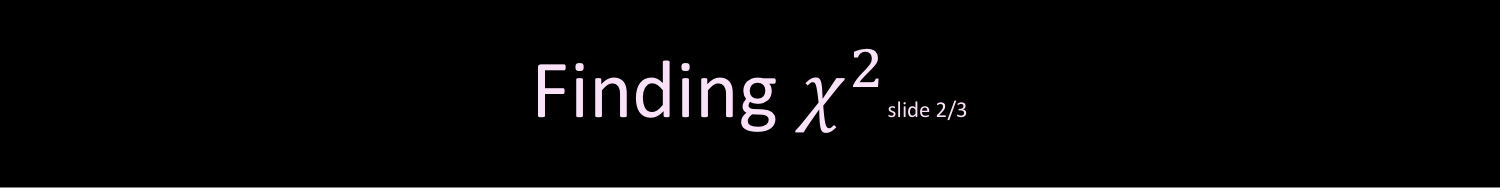 Finding χ² slide 2/3